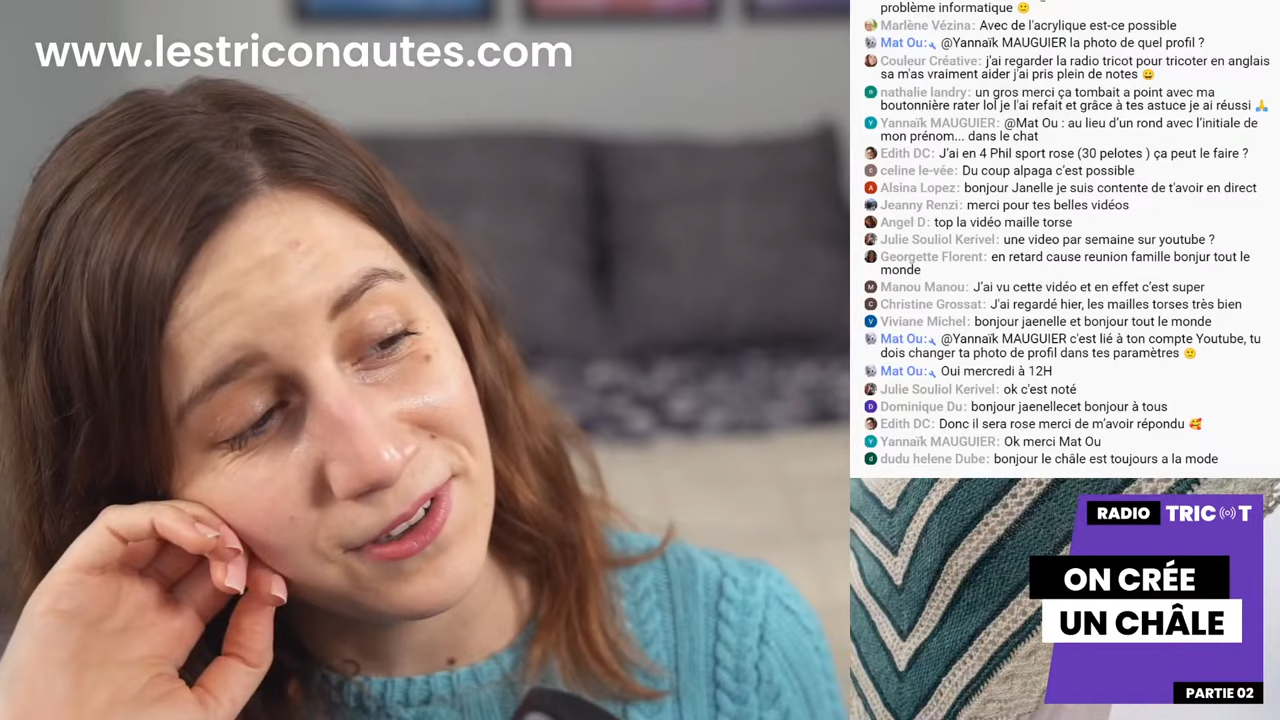 www.lestriconautes.com
problème informatique 🙂
Marlène Vézina: Avec de l'acrylique est-ce possible
Mat Ou: @Yannaïk MAUGUIER la photo de quel profil ?
Couleur Créative: j'ai regarder la radio tricot pour tricoter en anglais
sa m'as vraiment aider j'ai pris plein de notes 😀
nathalie landry: un gros merci ça tombait a point avec ma
boutonnière rater lol je l'ai refait et grâce à tes astuce je ai réussi 🙏
Yannaïk MAUGUIER: @Mat Ou : au lieu d'un rond avec l'initiale de
mon prénom... dans le chat
Edith DC: J'ai en 4 Phil sport rose (30 pelotes ) ça peut le faire ?
celine le-vée: Du coup alpaga c'est possible
Alsina Lopez: bonjour Janelle je suis contente de t'avoir en direct
Jeanny Renzi: merci pour tes belles vidéos
Angel D: top la vidéo maille torse
Julie Souliol Kerivel: une video par semaine sur youtube ?
Georgette Florent: en retard cause reunion famille bonjur tout le
monde
Manou Manou: J'ai vu cette vidéo et en effet c'est super
Christine Grossat: J'ai regardé hier, les mailles torses très bien
Viviane Michel: bonjour jaenelle et bonjour tout le monde
Mat Ou: @Yannaïk MAUGUIER c'est lié à ton compte Youtube, tu
dois changer ta photo de profil dans tes paramètres 🙂
Mat Ou: Oui mercredi à 12H
Julie Souliol Kerivel: ok c'est noté
Dominique Du: bonjour jaenellecet bonjour à tous
Edith DC: Donc il sera rose merci de m'avoir répondu 🥰
Yannaïk MAUGUIER: Ok merci Mat Ou
dudu helene Dube: bonjour le châle est toujours a la mode
RADIO TRICOT
ON CRÉE
UN CHÂLE
PARTIE 02